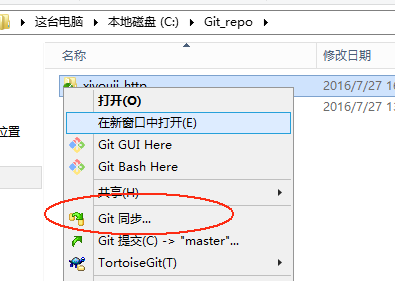 这台电脑 ▸ 本地磁盘 (C:) ▸ Git_repo ▸
名称 修改日期
xiyouji_http 2016/7/27 1
打开(O) 2016/7/27 1
在新窗口中打开(E)
位置
Git GUI Here
Git Bash Here
共享(H)
Git 同步...
Git 提交(C) -> "master"...
TortoiseGit(T)